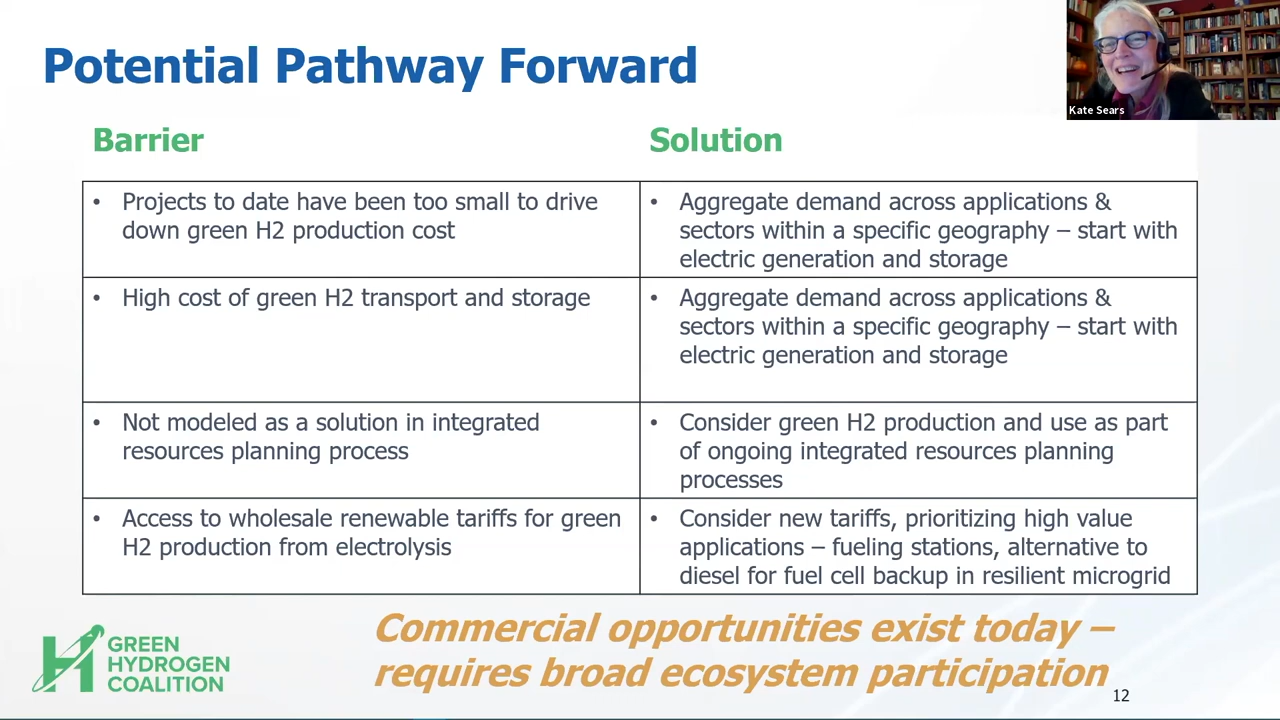 Potential Pathway Forward
Kate Sears
Barrier
Solution
• Projects to date have been too small to drive
down green H2 production cost
• Aggregate demand across applications &
sectors within a specific geography – start with
electric generation and storage
• High cost of green H2 transport and storage
• Aggregate demand across applications &
sectors within a specific geography – start with
electric generation and storage
• Not modeled as a solution in integrated
resources planning process
• Consider green H2 production and use as part
of ongoing integrated resources planning
processes
• Access to wholesale renewable tariffs for green
H2 production from electrolysis
• Consider new tariffs, prioritizing high value
applications – fueling stations, alternative to
diesel for fuel cell backup in resilient microgrid
Commercial opportunities exist today –
requires broad ecosystem participation
GREEN
HYDROGEN
COALITION
12